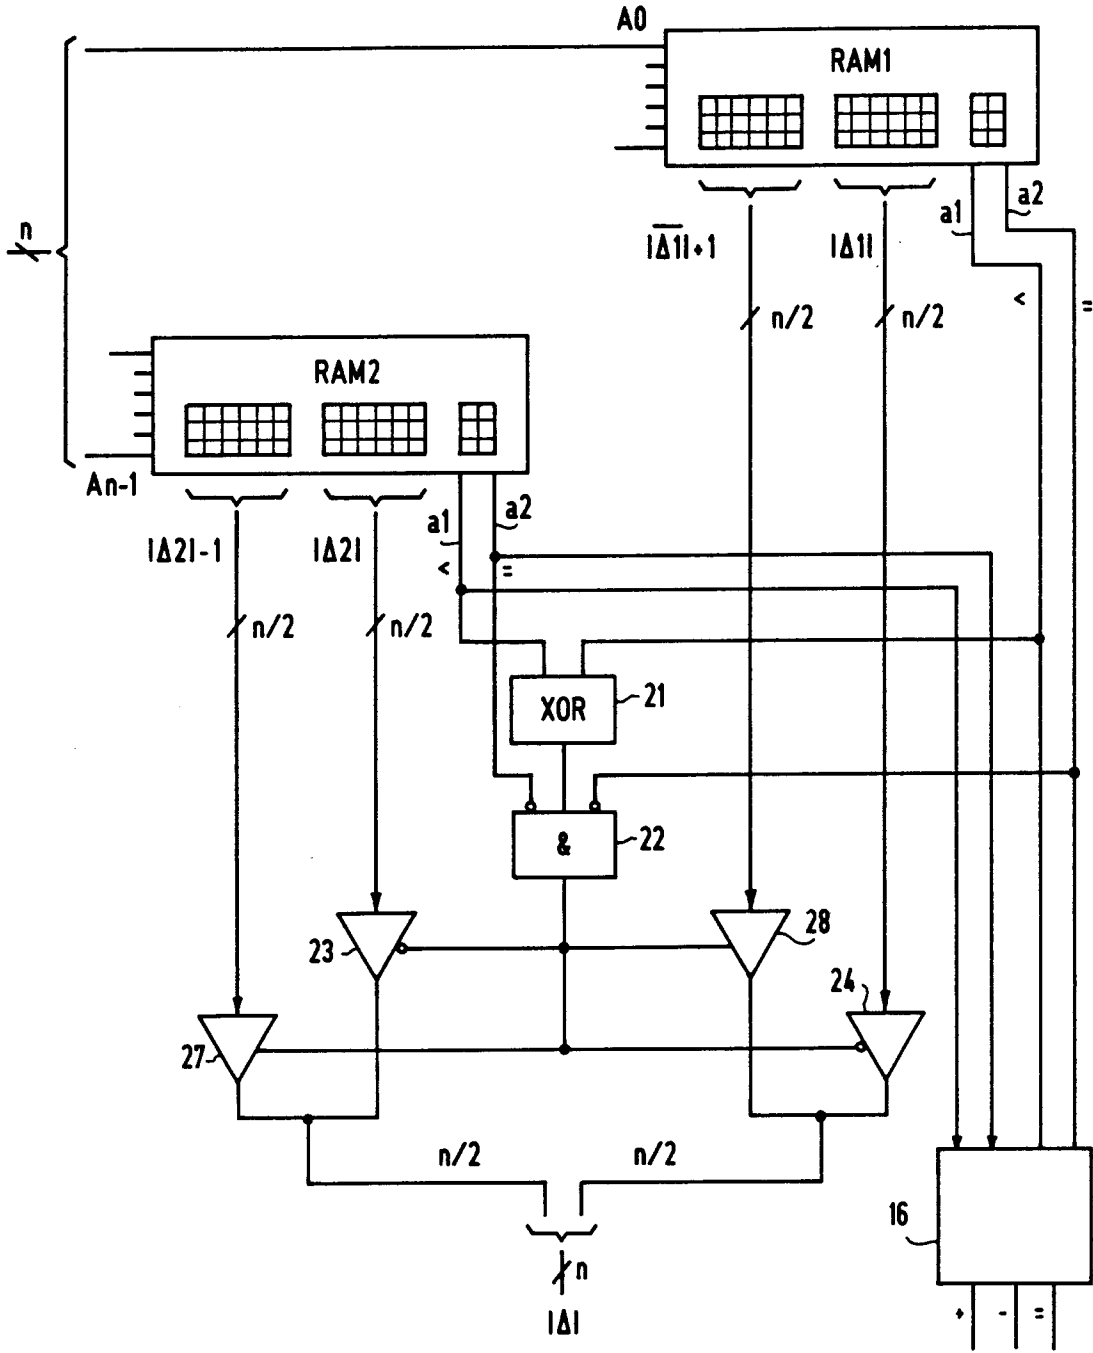 A0
RAM1
n
a1
a2
|Δ̅1̅|+1
|Δ1|
<
=
n/2
n/2
RAM2
An-1
a1
a2
|Δ2|-1
|Δ2|
<
=
n/2
n/2
XOR
21
&
22
23
28
24
27
n/2
n/2
16
n
|Δ|
+
-
=